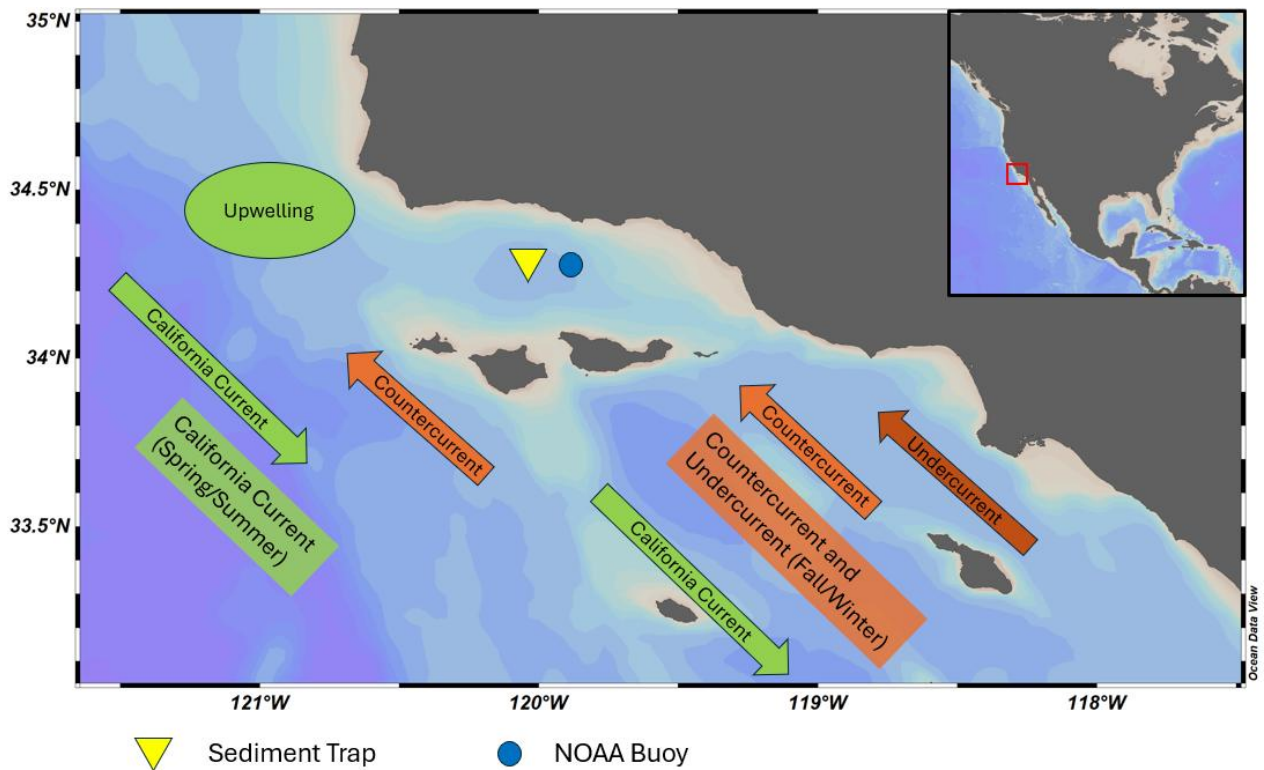 35°N
34.5°N
34°N
33.5°N
Upwelling
California Current
California Current
(Spring/Summer)
Countercurrent
California Current
Countercurrent and
Undercurrent (Fall/Winter)
Countercurrent
Undercurrent
121°W
120°W
119°W
118°W
Ocean Data View
Sediment Trap
NOAA Buoy